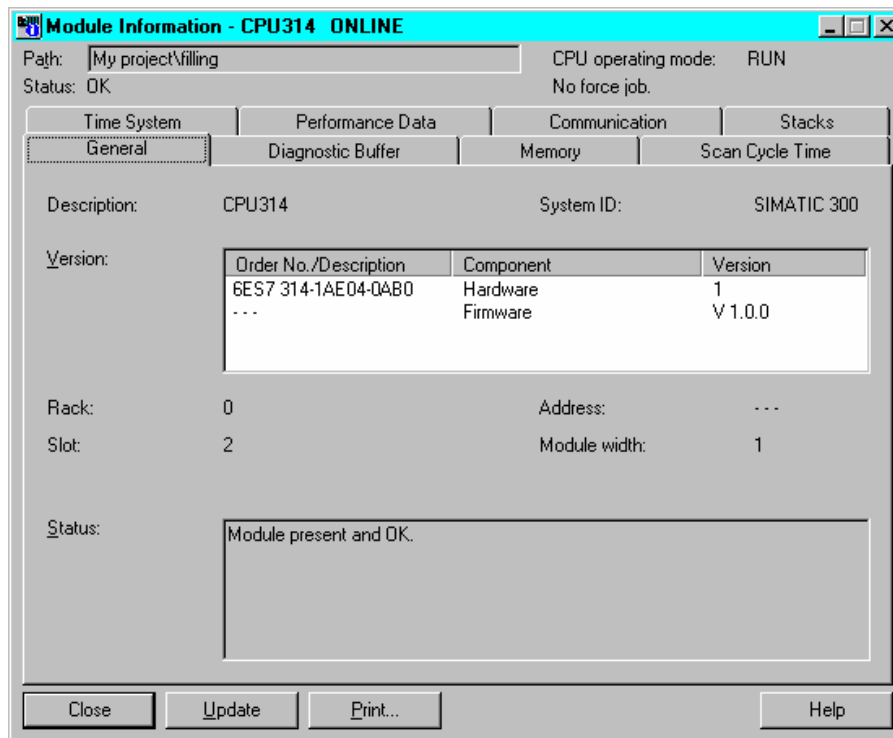 Module Information - CPU314 ONLINE
Path: My project\filling CPU operating mode: RUN
Status: OK No force job.
Time System Performance Data Communication Stacks
General Diagnostic Buffer Memory Scan Cycle Time
Description: CPU314 System ID: SIMATIC 300
Version: Order No./Description Component Version
6ES7 314-1AE04-0AB0 Hardware 1
- - - Firmware V 1.0.0
Rack: 0 Address: - - -
Slot: 2 Module width: 1
Status: Module present and OK.
Close Update Print... Help